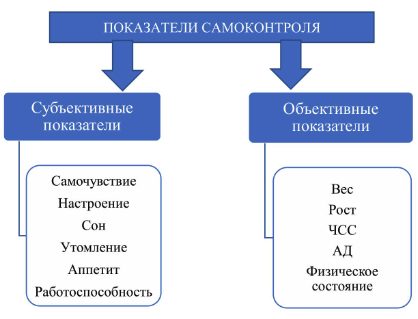 ПОКАЗАТЕЛИ САМОКОНТРОЛЯ
Субъективные
показатели
Самочувствие
Настроение
Сон
Утомление
Аппетит
Работоспособность
Объективные
показатели
Вес
Рост
ЧСС
АД
Физическое
состояние